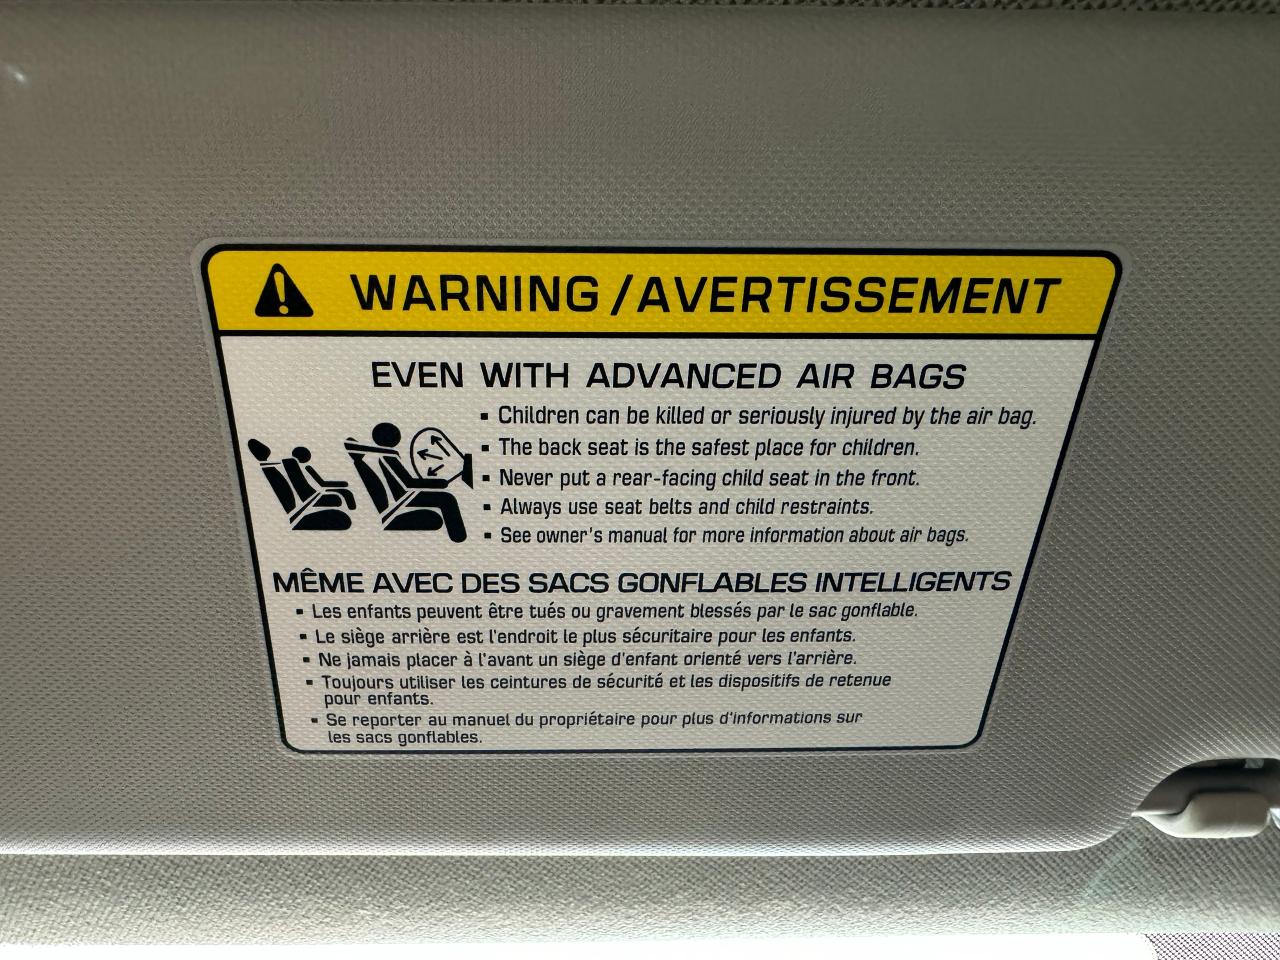 WARNING / AVERTISSEMENT
EVEN WITH ADVANCED AIR BAGS
▪ Children can be killed or seriously injured by the air bag.
▪ The back seat is the safest place for children.
▪ Never put a rear-facing child seat in the front.
▪ Always use seat belts and child restraints.
▪ See owner's manual for more information about air bags.
MÊME AVEC DES SACS GONFLABLES INTELLIGENTS
▪ Les enfants peuvent être tués ou gravement blessés par le sac gonflable.
▪ Le siège arrière est l'endroit le plus sécuritaire pour les enfants.
▪ Ne jamais placer à l'avant un siège d'enfant orienté vers l'arrière.
▪ Toujours utiliser les ceintures de sécurité et les dispositifs de retenue
pour enfants.
▪ Se reporter au manuel du propriétaire pour plus d'informations sur
les sacs gonflables.